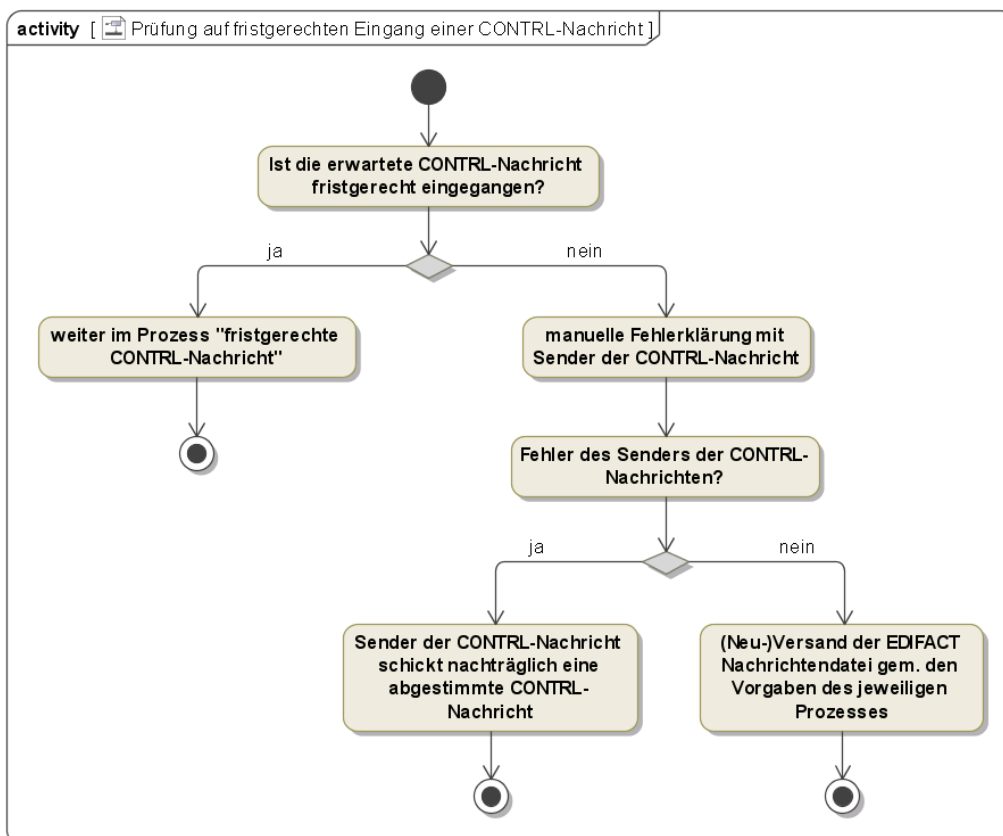 activity [ Prüfung auf fristgerechten Eingang einer CONTRL-Nachricht ]
Ist die erwartete CONTRL-Nachricht
fristgerecht eingegangen?
ja
nein
weiter im Prozess "fristgerechte
CONTRL-Nachricht"
manuelle Fehlerklärung mit
Sender der CONTRL-Nachricht
Fehler des Senders der CONTRL-
Nachrichten?
ja
nein
Sender der CONTRL-Nachricht
schickt nachträglich eine
abgestimmte CONTRL-
Nachricht
(Neu-)Versand der EDIFACT
Nachrichtendatei gem. den
Vorgaben des jeweiligen
Prozesses